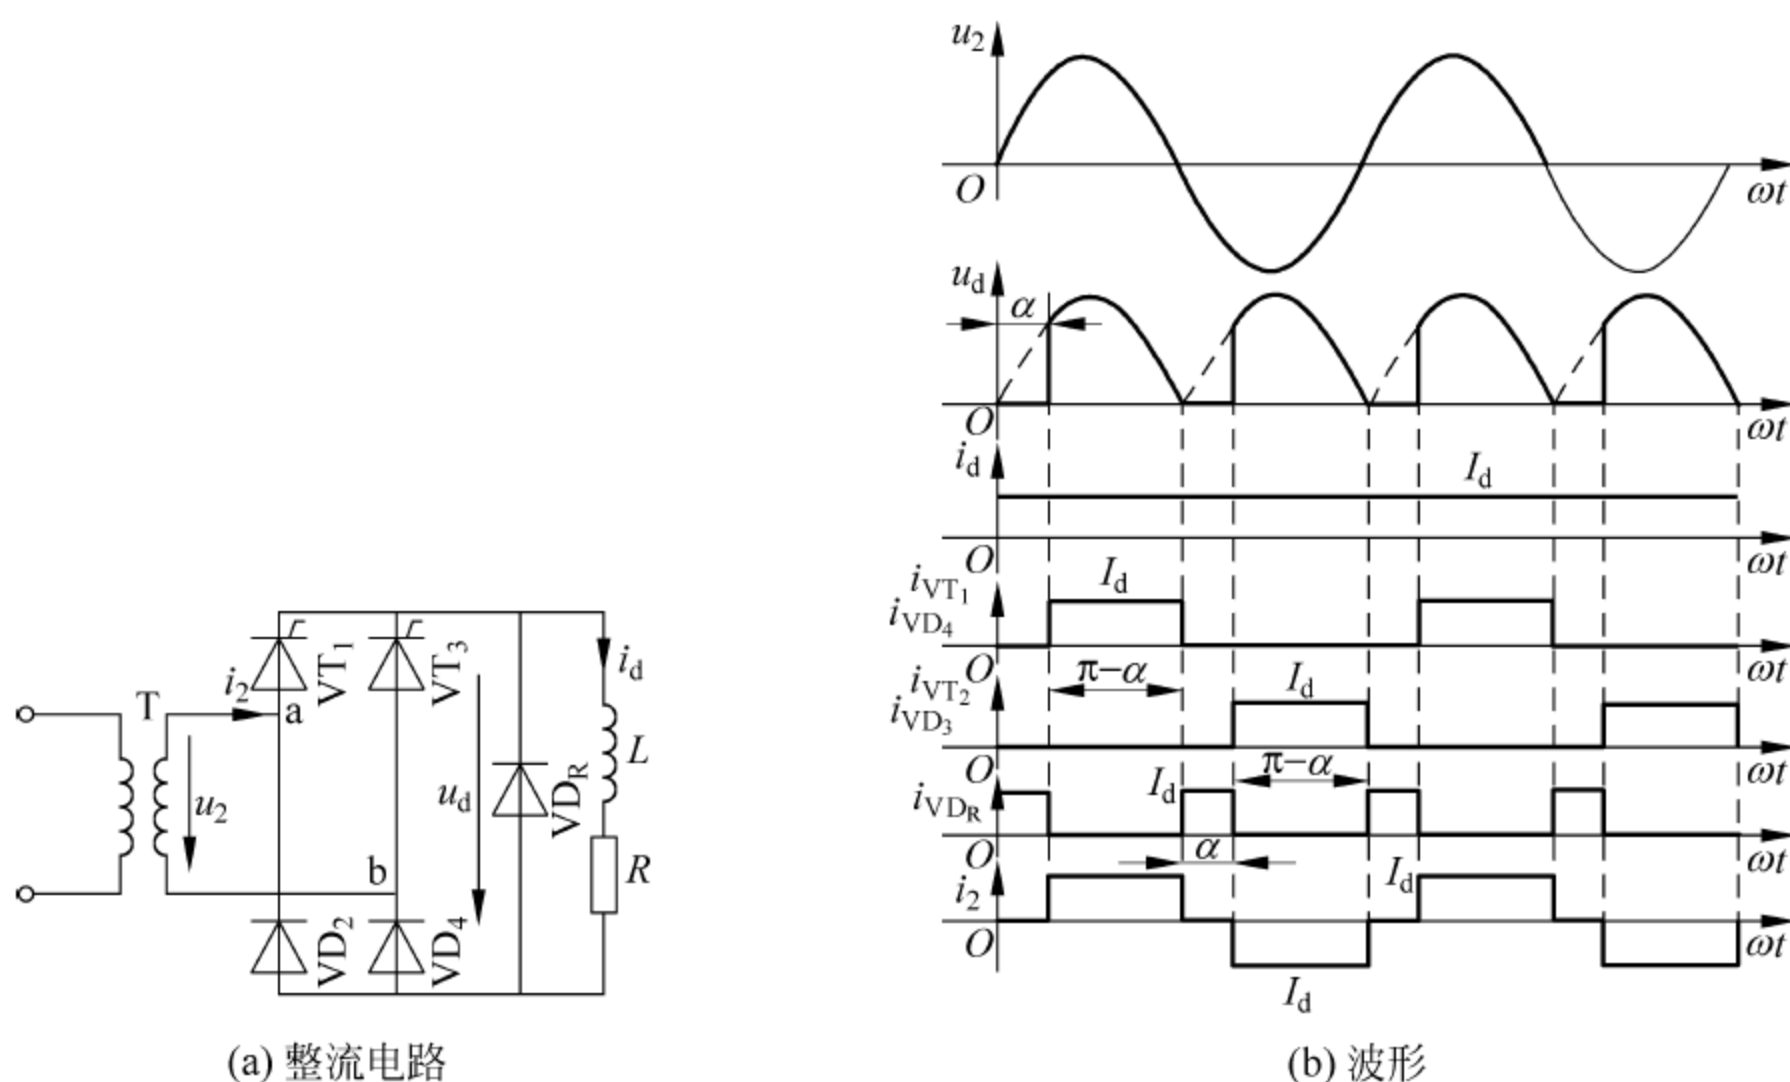 u2
O
ωt
ud
α
O
ωt
id
Id
O
ωt
iVT1
iVD4
Id
O
π−α
ωt
iVT2
iVD3
Id
O
π−α
ωt
iVDR
Id
O
α
ωt
i2
Id
O
ωt
Id
T
i2
a
VT1
VT3
id
u2
ud
VDR
L
b
R
VD2
VD4
(a) 整流电路
(b) 波形